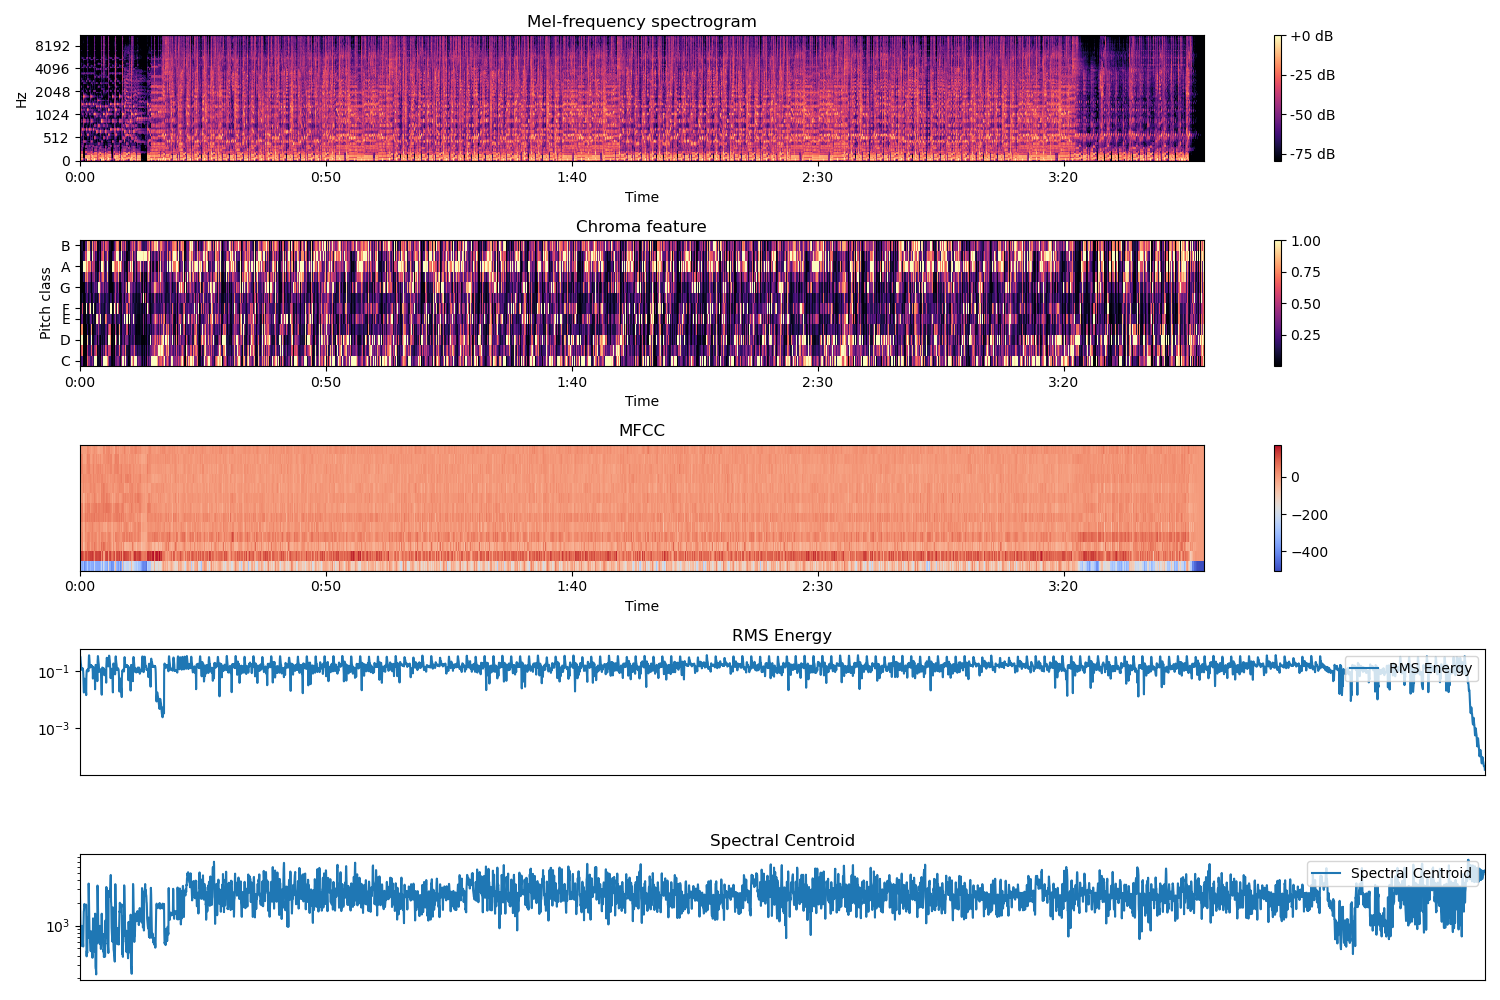 Mel-frequency spectrogram
Hz
8192
4096
2048
1024
512
0
0:00 0:50 1:40 2:30 3:20
Time
+0 dB
-25 dB
-50 dB
-75 dB
Chroma feature
Pitch class
B
A
G
F
E
D
C
0:00 0:50 1:40 2:30 3:20
Time
1.00
0.75
0.50
0.25
MFCC
0:00 0:50 1:40 2:30 3:20
Time
0
−200
−400
RMS Energy
10⁻¹
10⁻³
RMS Energy
Spectral Centroid
10³
Spectral Centroid